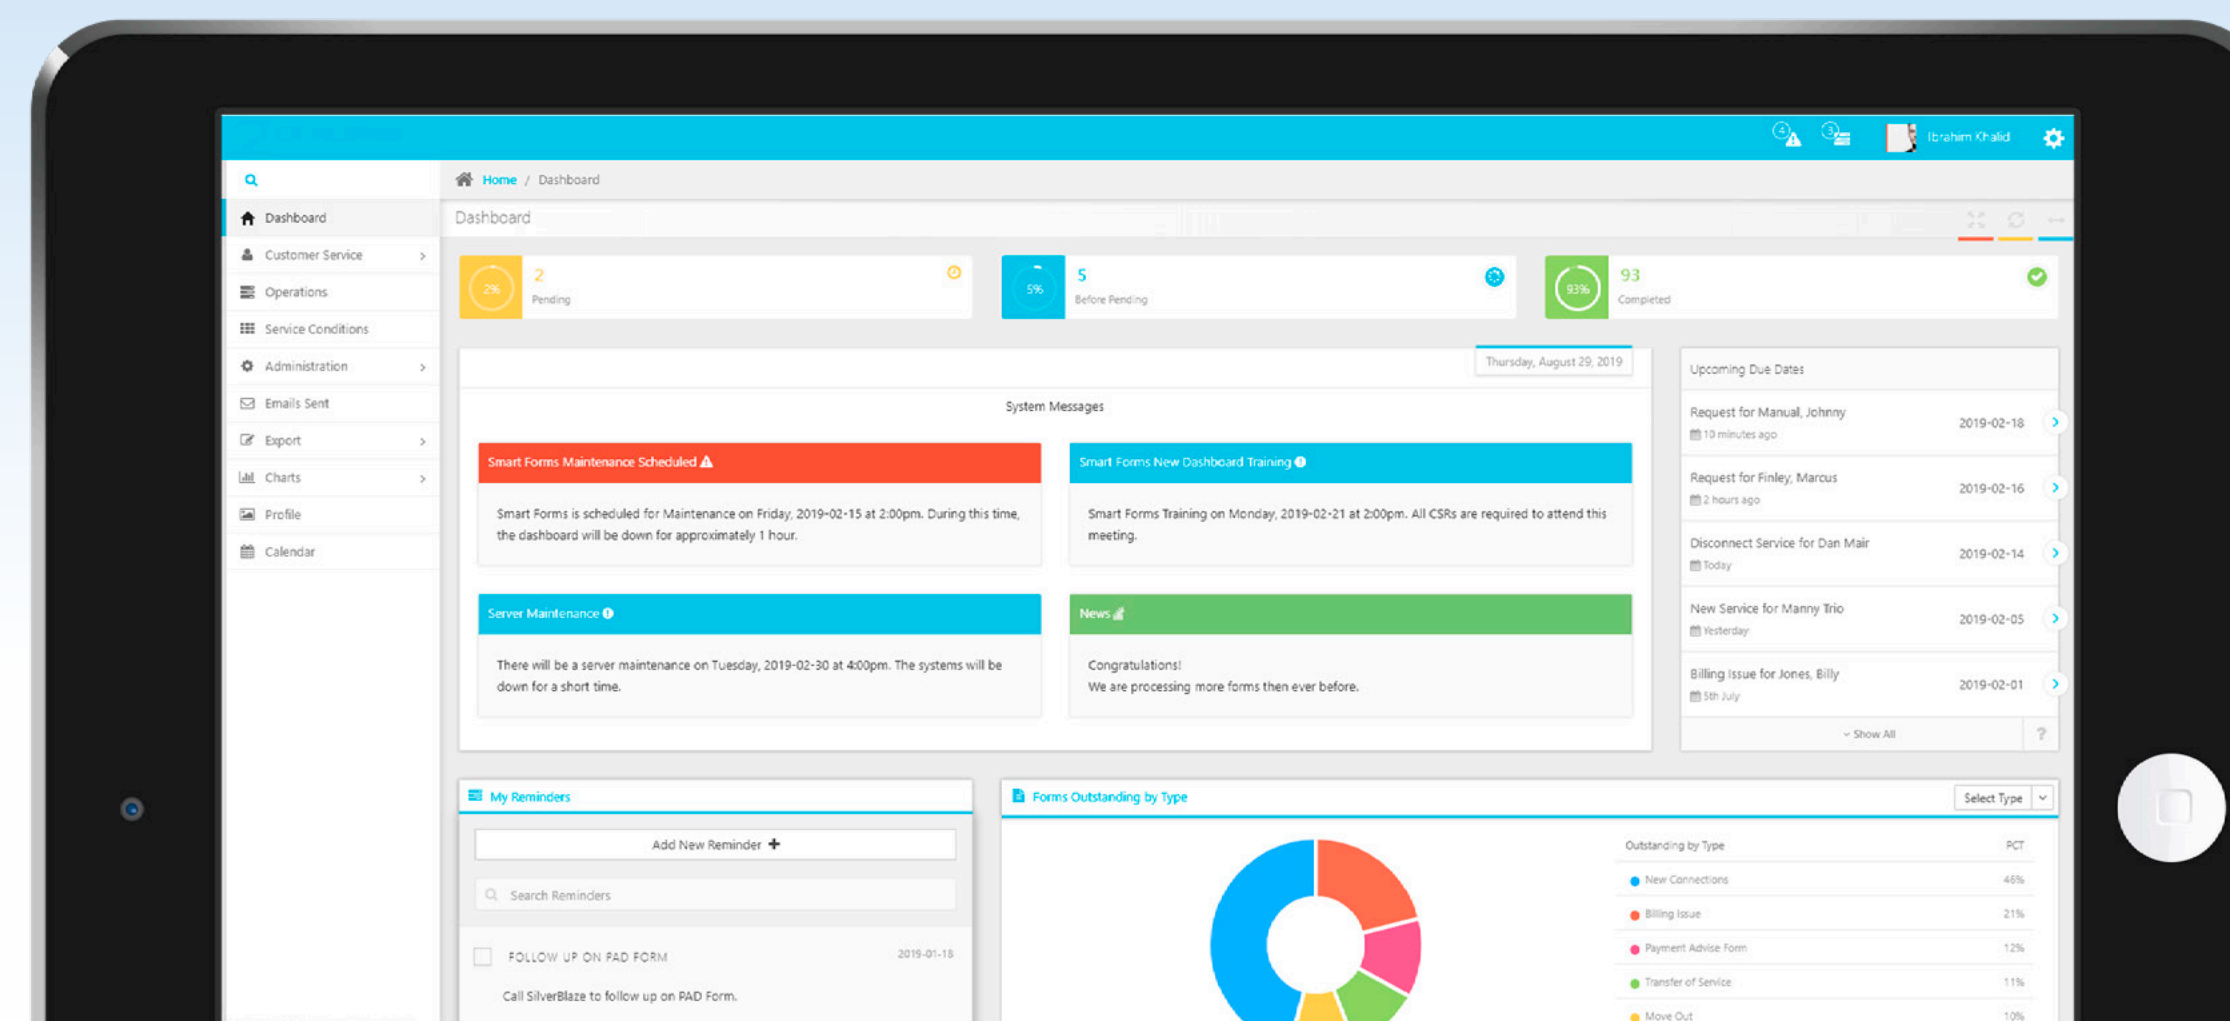 4
3
Ibrahim Khalid
Home / Dashboard
Dashboard
Customer Service
Operations
Service Conditions
Administration
Emails Sent
Export
Charts
Profile
Calendar
Dashboard
2%
2
Pending
5%
5
Before Pending
93%
93
Completed
Thursday, August 29, 2019
System Messages
Smart Forms Maintenance Scheduled
Smart Forms is scheduled for Maintenance on Friday, 2019-02-15 at 2:00pm. During this time,
the dashboard will be down for approximately 1 hour.
Smart Forms New Dashboard Training
Smart Forms Training on Monday, 2019-02-21 at 2:00pm. All CSRs are required to attend this
meeting.
Server Maintenance
There will be a server maintenance on Tuesday, 2019-02-30 at 4:00pm. The systems will be
down for a short time.
News
Congratulations!
We are processing more forms then ever before.
Upcoming Due Dates
Request for Manual, Johnny
10 minutes ago
2019-02-18
Request for Finley, Marcus
2 hours ago
2019-02-16
Disconnect Service for Dan Mair
Today
2019-02-14
New Service for Manny Trio
Yesterday
2019-02-05
Billing Issue for Jones, Billy
5th July
2019-02-01
Show All
?
My Reminders
Add New Reminder +
Search Reminders
FOLLOW UP ON PAD FORM
2019-01-18
Call SilverBlaze to follow up on PAD Form.
Forms Outstanding by Type
Select Type
Outstanding by Type PCT
New Connections 46%
Billing Issue 21%
Payment Advise Form 12%
Transfer of Service 11%
Move Out 10%